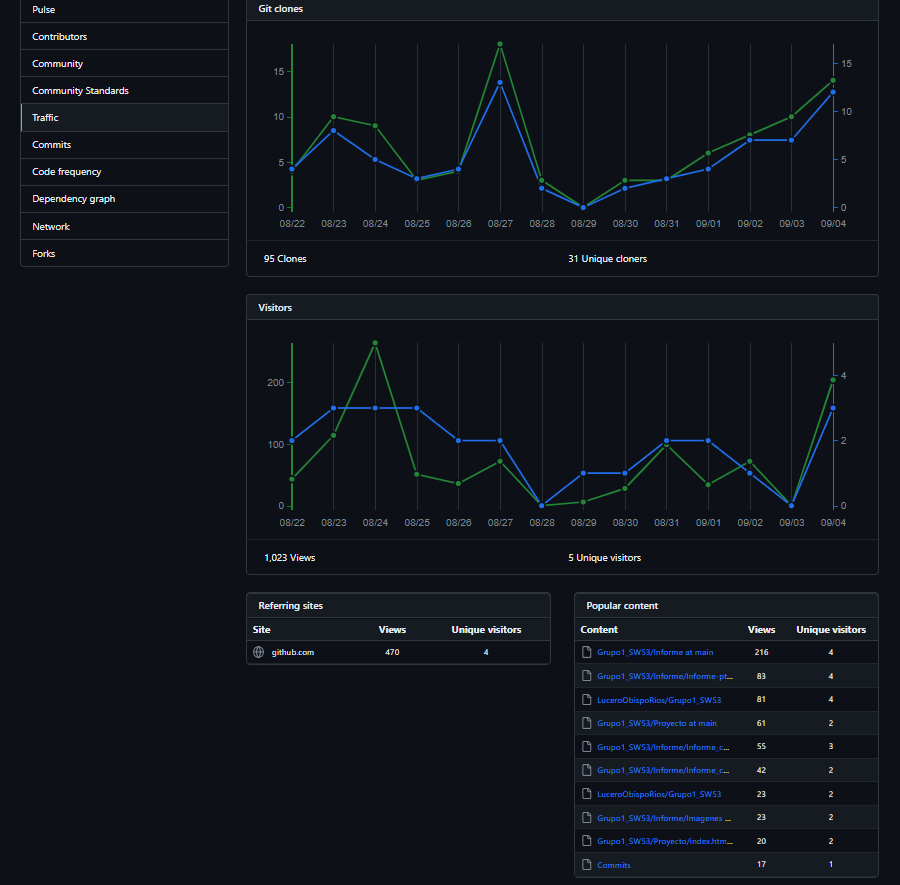 Pulse
Contributors
Community
Community Standards
Traffic
Commits
Code frequency
Dependency graph
Network
Forks
Git clones
15
10
5
0
15
10
5
0
08/22 08/23 08/24 08/25 08/26 08/27 08/28 08/29 08/30 08/31 09/01 09/02 09/03 09/04
95 Clones 31 Unique cloners
Visitors
200
100
0
4
2
0
08/22 08/23 08/24 08/25 08/26 08/27 08/28 08/29 08/30 08/31 09/01 09/02 09/03 09/04
1,023 Views 5 Unique visitors
Referring sites
Site Views Unique visitors
github.com 470 4
Popular content
Content Views Unique visitors
Grupo1_SW53/Informe at main 216 4
Grupo1_SW53/Informe/Informe-pt... 83 4
LuceroObispoRios/Grupo1_SW53 81 4
Grupo1_SW53/Proyecto at main 61 2
Grupo1_SW53/Informe/Informe_c... 55 3
Grupo1_SW53/Informe/Informe_c... 42 2
LuceroObispoRios/Grupo1_SW53 23 2
Grupo1_SW53/Informe/Imagenes ... 23 2
Grupo1_SW53/Proyecto/index.htm... 20 2
Commits 17 1